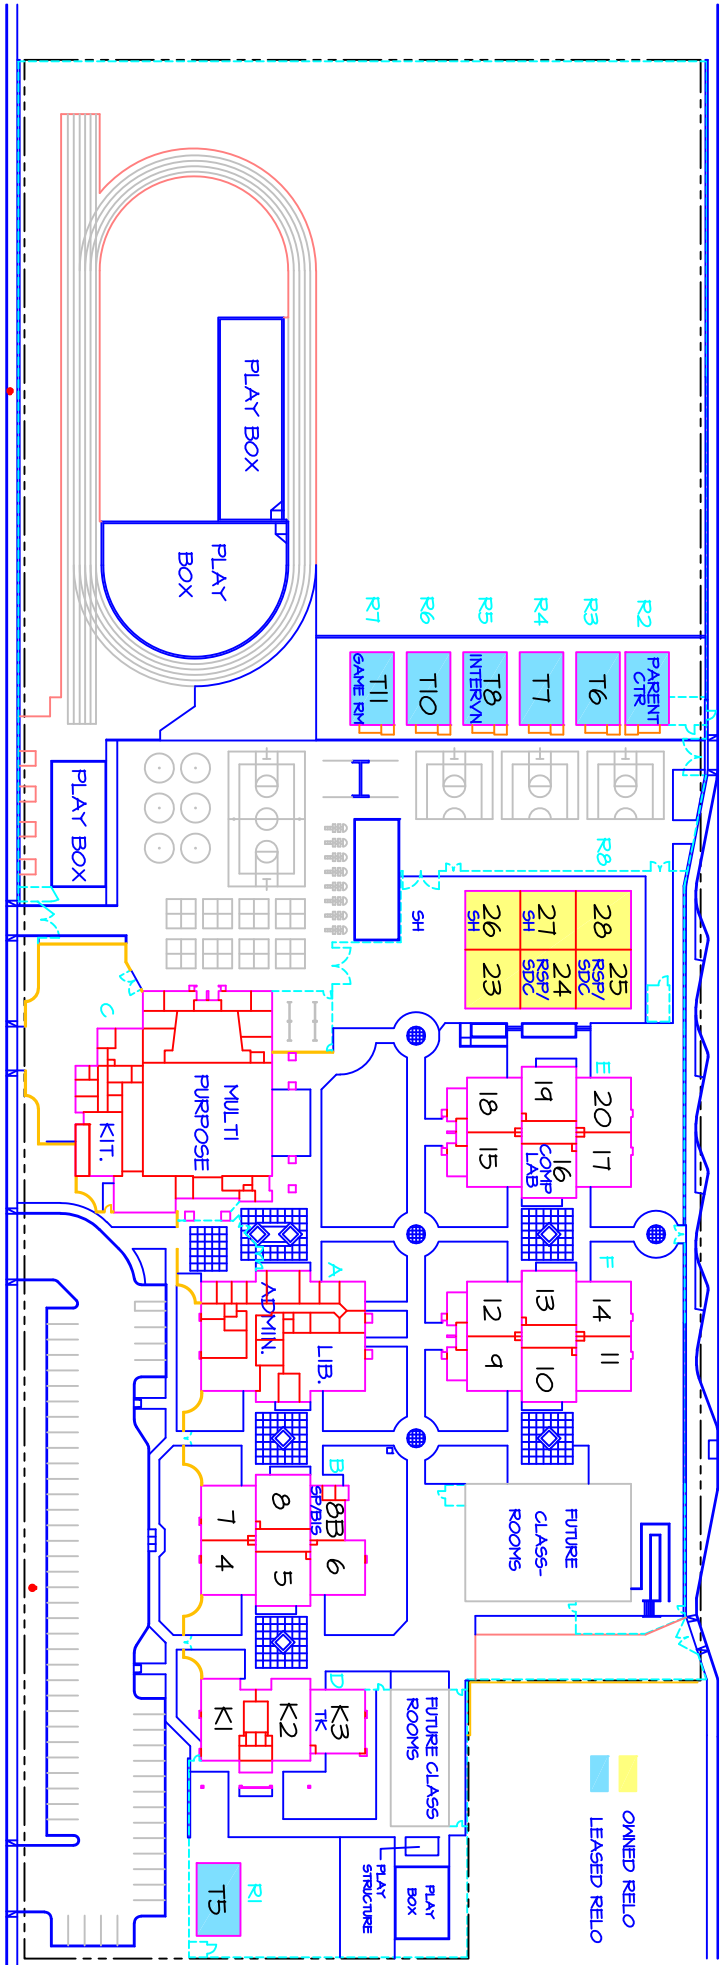 PLAY BOX
PLAY
BOX
R7
R6
R5
R4
R3
R2
T11
GAME RM
T10
T8
INTERVN
T7
T6
PARENT
CTR
PLAY BOX
R8
SH
26
SH
27
SH
28
23
24
RSP/
SDC
25
RSP/
SDC
C
KIT.
MULTI
PURPOSE
E
18
19
20
15
16
COMP
LAB
17
A
ADMIN.
LIB.
F
12
13
14
9
10
11
B
7
8
8B
SP/BIS
4
5
6
FUTURE
CLASS-
ROOMS
D
K1
K2
K3
TK
FUTURE CLASS
ROOMS
R1
T5
PLAY
STRUCTURE
PLAY
BOX
OWNED RELO
LEASED RELO